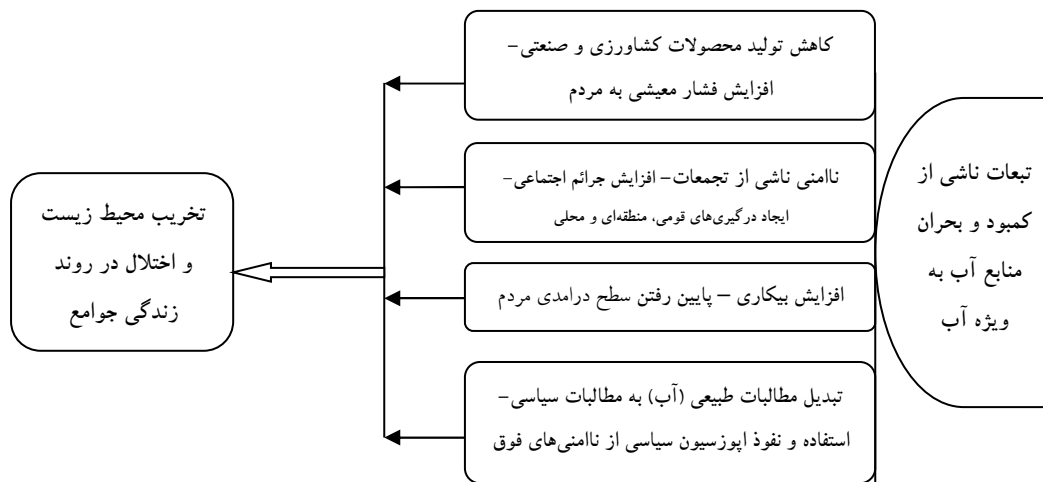 تبعات ناشی از
کمبود و بحران
منابع آب به
ویژه آب
کاهش تولید محصولات کشاورزی و صنعتی–
افزایش فشار معیشی به مردم
ناامنی ناشی از تجمعات– افزایش جرائم اجتماعی–
ایجاد درگیری‌های قومی، منطقه‌ای و محلی
افزایش بیکاری – پایین رفتن سطح درامدی مردم
تبدیل مطالبات طبیعی (آب) به مطالبات سیاسی–
استفاده و نفوذ اپوزسیون سیاسی از ناامنی‌های فوق
تخریب محیط زیست
و اختلال در روند
زندگی جوامع